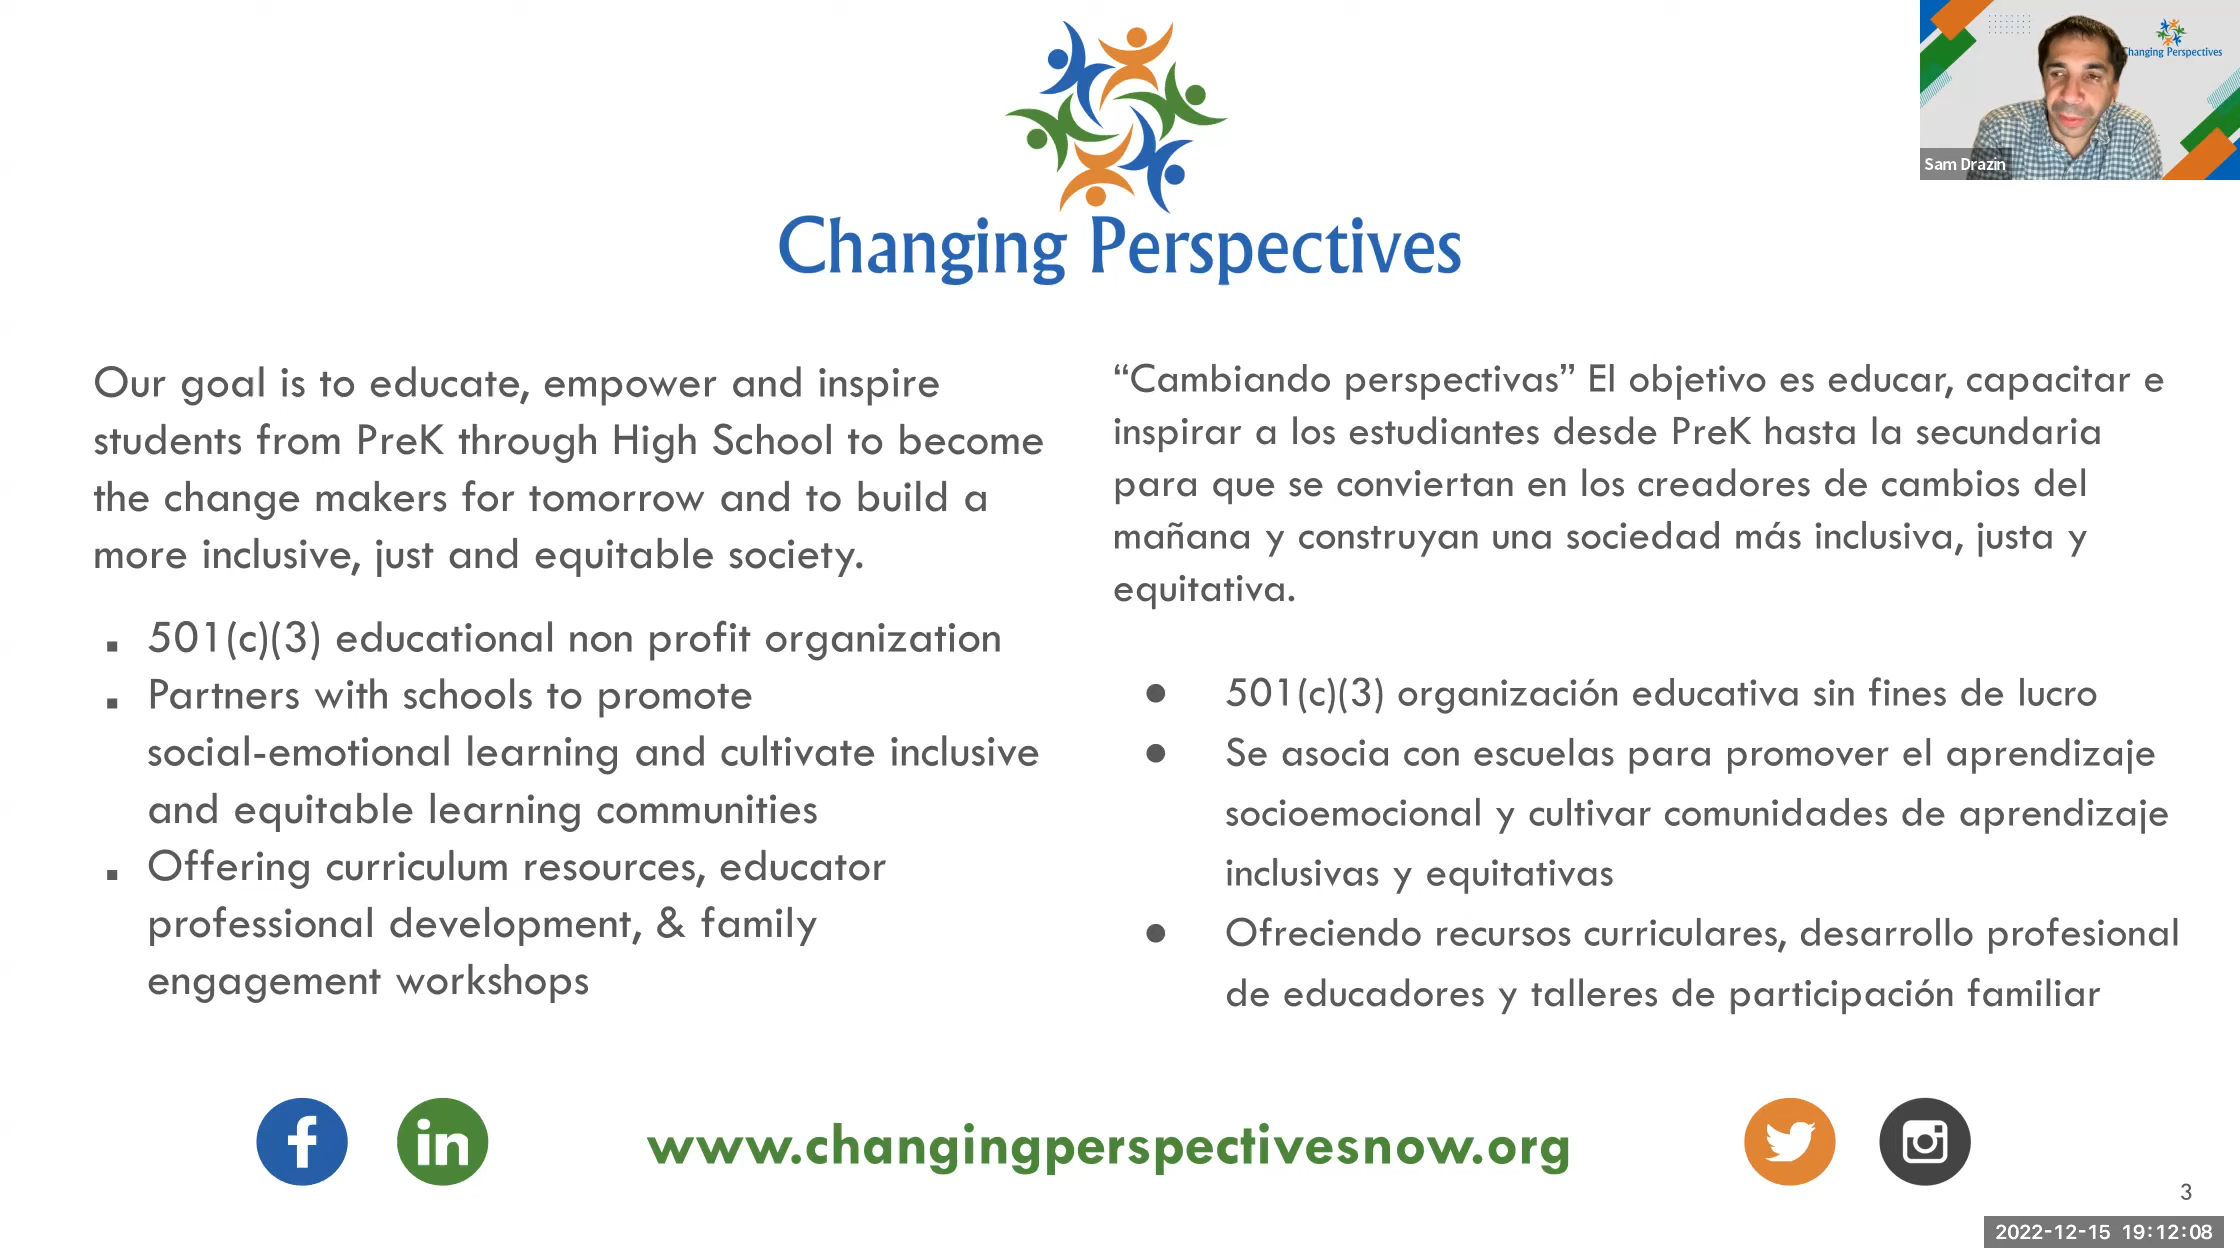 Changing Perspectives
Changing Perspectives
Sam Drazin
Our goal is to educate, empower and inspire
students from PreK through High School to become
the change makers for tomorrow and to build a
more inclusive, just and equitable society.
▪ 501(c)(3) educational non profit organization
▪ Partners with schools to promote
social-emotional learning and cultivate inclusive
and equitable learning communities
▪ Offering curriculum resources, educator
professional development, & family
engagement workshops
“Cambiando perspectivas” El objetivo es educar, capacitar e
inspirar a los estudiantes desde PreK hasta la secundaria
para que se conviertan en los creadores de cambios del
mañana y construyan una sociedad más inclusiva, justa y
equitativa.
● 501(c)(3) organización educativa sin fines de lucro
● Se asocia con escuelas para promover el aprendizaje
socioemocional y cultivar comunidades de aprendizaje
inclusivas y equitativas
● Ofreciendo recursos curriculares, desarrollo profesional
de educadores y talleres de participación familiar
f in www.changingperspectivesnow.org
3
2022-12-15 19:12:08